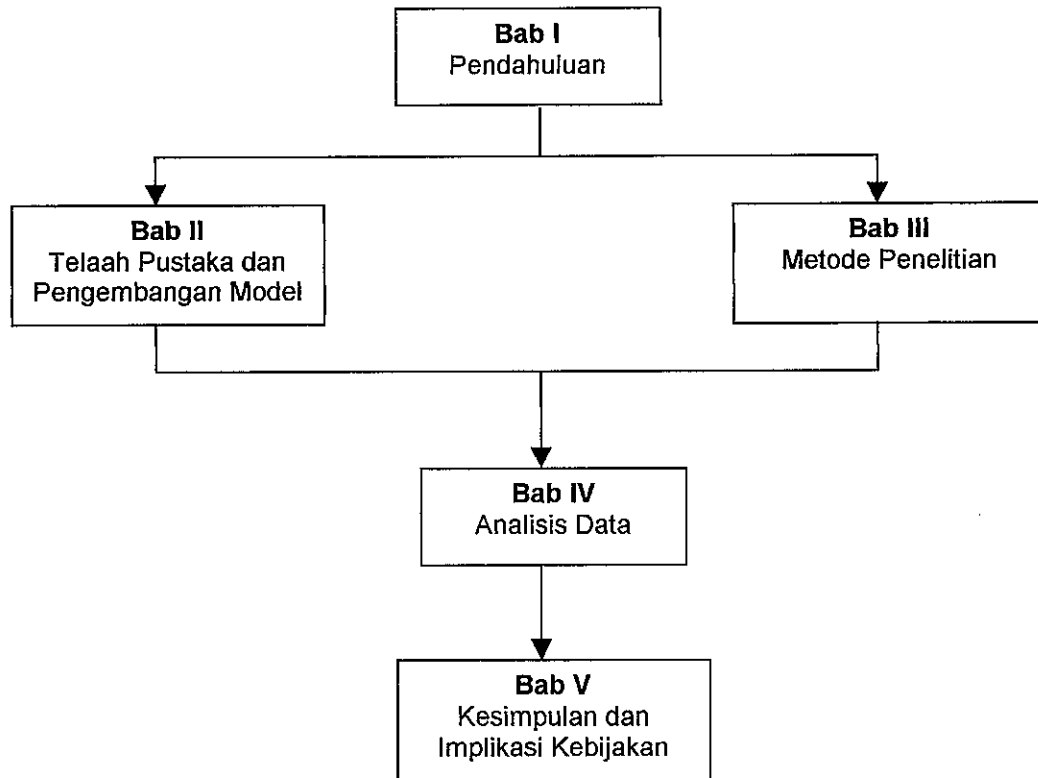 Bab I
Pendahuluan
Bab II
Telaah Pustaka dan
Pengembangan Model
Bab III
Metode Penelitian
Bab IV
Analisis Data
Bab V
Kesimpulan dan
Implikasi Kebijakan